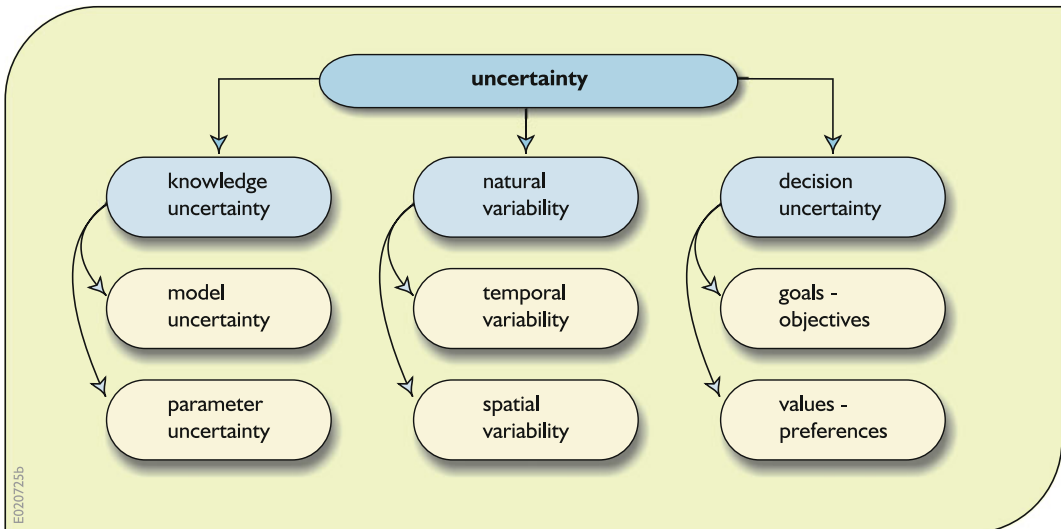 uncertainty
knowledge
uncertainty
natural
variability
decision
uncertainty
model
uncertainty
temporal
variability
goals -
objectives
parameter
uncertainty
spatial
variability
values -
preferences
E020725b